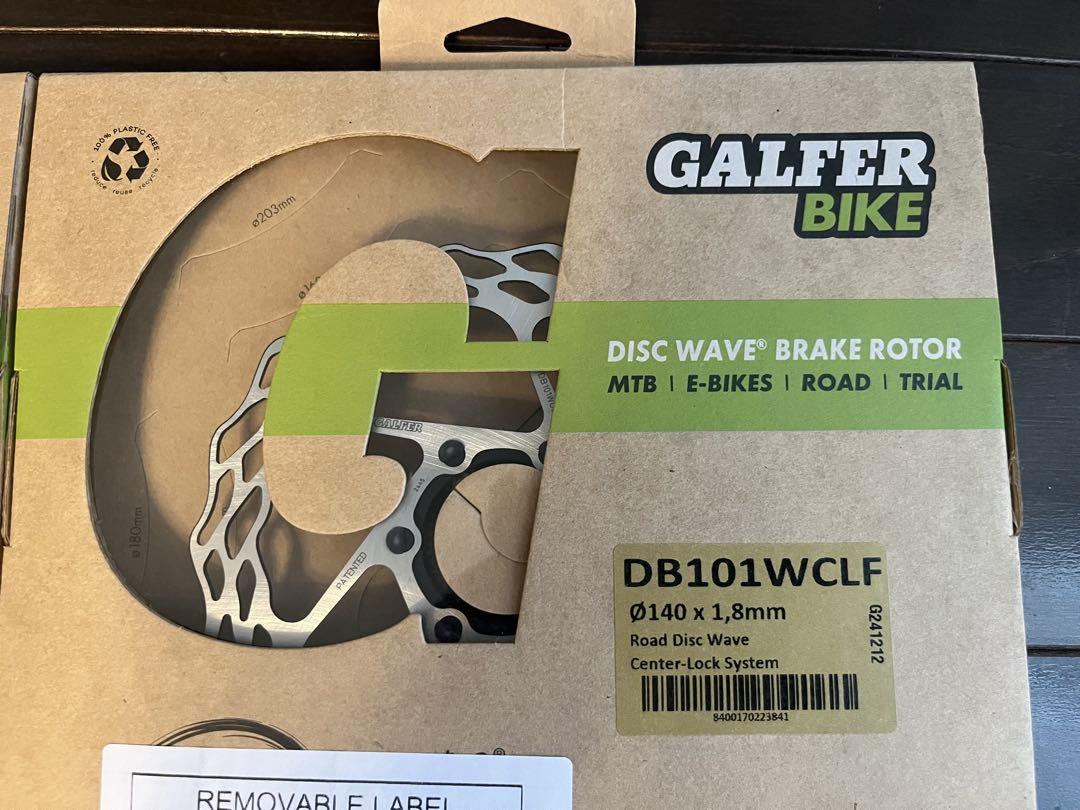 100% PLASTIC FREE
reduce reuse recycle
ø203mm
ø180mm
GALFER
BIKE
DISC WAVE® BRAKE ROTOR
MTB | E-BIKES | ROAD | TRIAL
GALFER
PATENTED
DB101WCLF
Ø140 x 1,8mm
Road Disc Wave
Center-Lock System
G241212
8400170223841
REMOVABLE LABEL